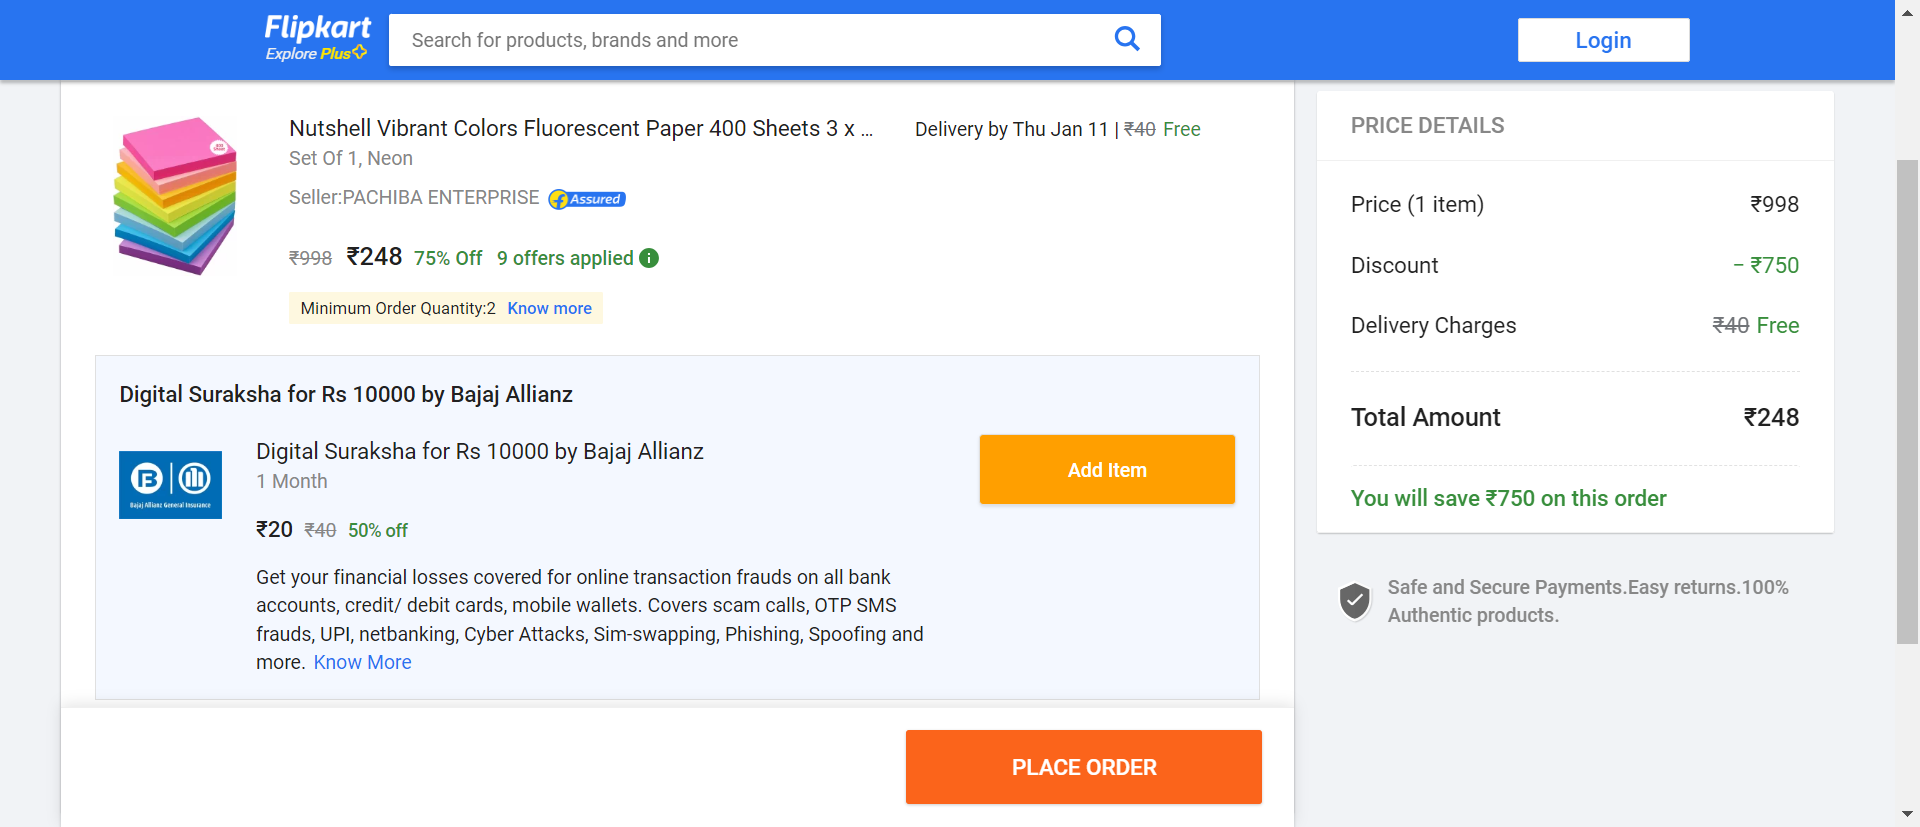 Flipkart
Explore Plus
Search for products, brands and more
Login
Nutshell Vibrant Colors Fluorescent Paper 400 Sheets 3 x ...
Delivery by Thu Jan 11 | ₹40 Free
Set Of 1, Neon
Seller:PACHIBA ENTERPRISE
Assured
₹998 ₹248 75% Off 9 offers applied
Minimum Order Quantity:2 Know more
Digital Suraksha for Rs 10000 by Bajaj Allianz
Digital Suraksha for Rs 10000 by Bajaj Allianz
1 Month
Bajaj Allianz General Insurance
₹20 ₹40 50% off
Get your financial losses covered for online transaction frauds on all bank
accounts, credit/ debit cards, mobile wallets. Covers scam calls, OTP SMS
frauds, UPI, netbanking, Cyber Attacks, Sim-swapping, Phishing, Spoofing and
more. Know More
Add Item
PLACE ORDER
PRICE DETAILS
Price (1 item) ₹998
Discount − ₹750
Delivery Charges ₹40 Free
Total Amount ₹248
You will save ₹750 on this order
Safe and Secure Payments.Easy returns.100%
Authentic products.